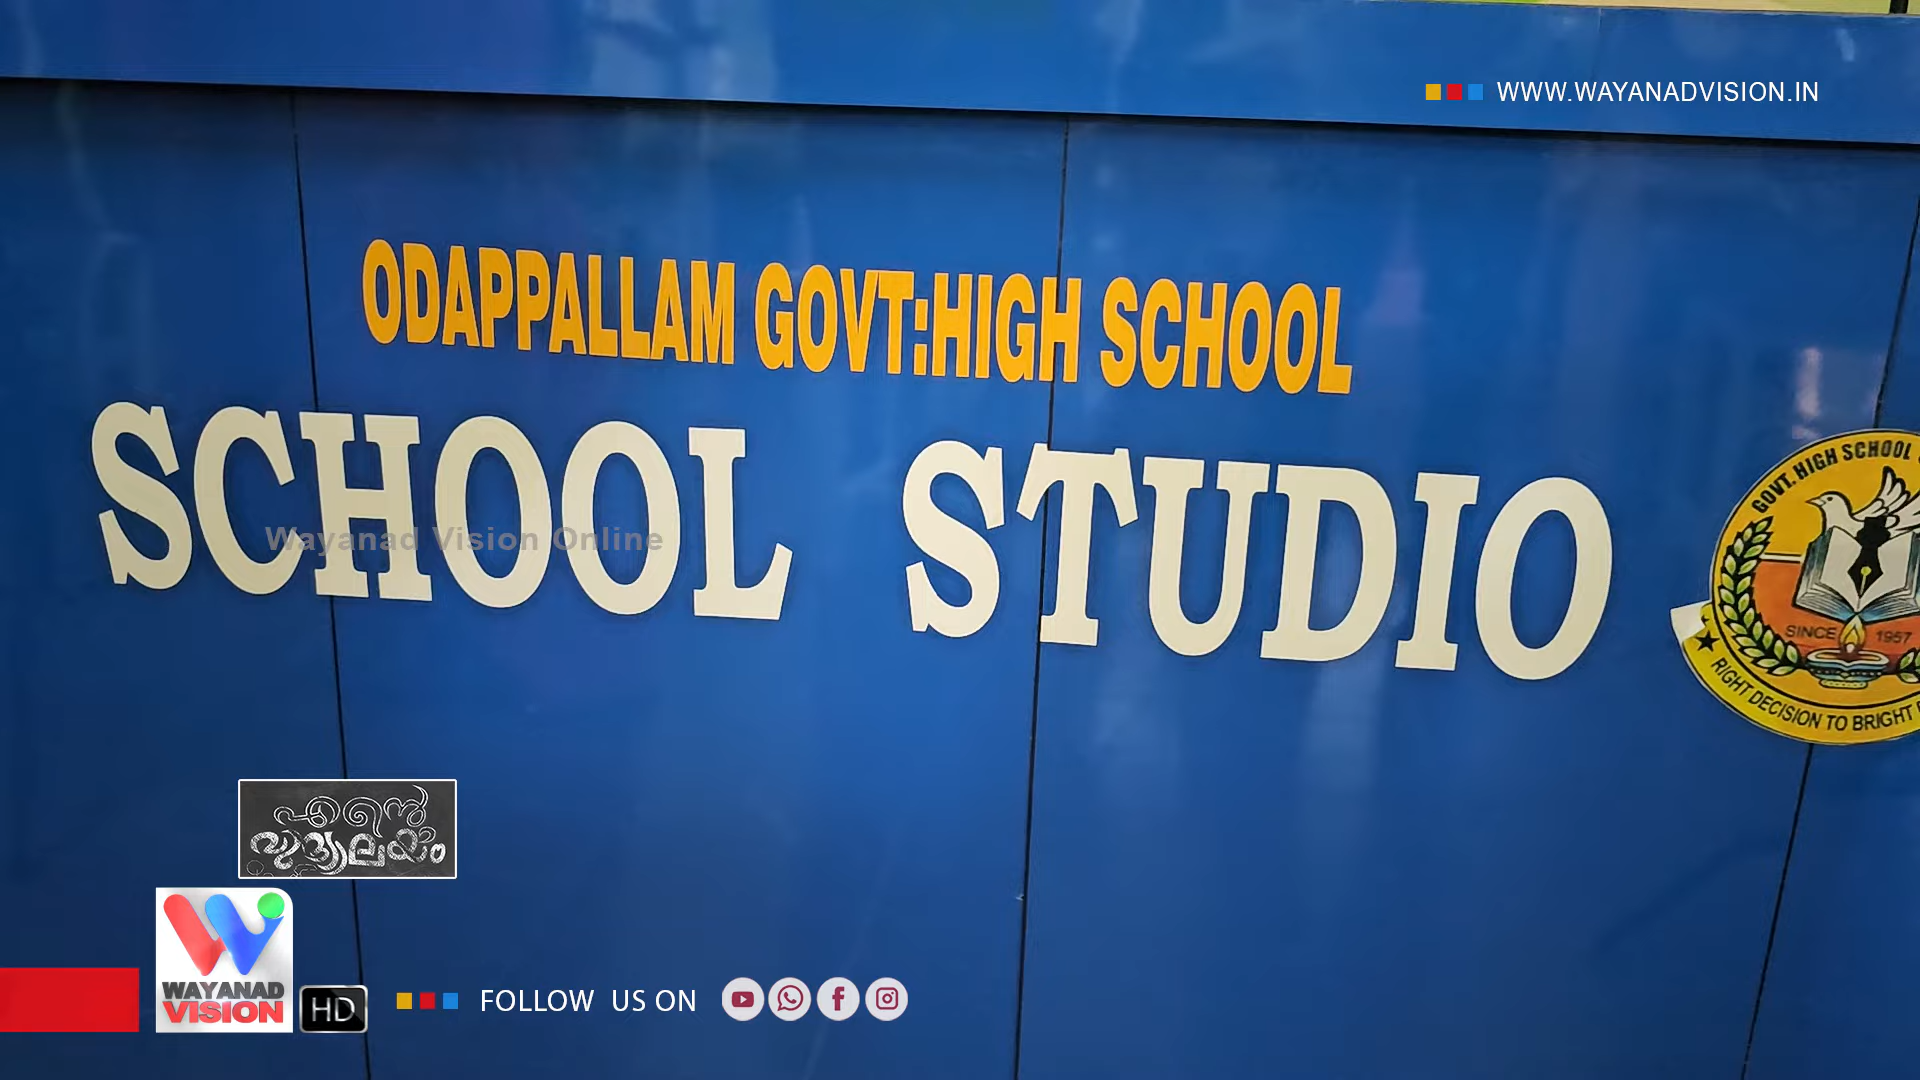 WWW.WAYANADVISION.IN
ODAPPALLAM GOVT:HIGH SCHOOL
SCHOOL STUDIO
Wayanad Vision Online
GOVT. HIGH SCHOOL
SINCE 1957
RIGHT DECISION TO BRIGHT
എന്റെ
വിദ്യാലയം
WAYANAD
VISION
HD
FOLLOW US ON